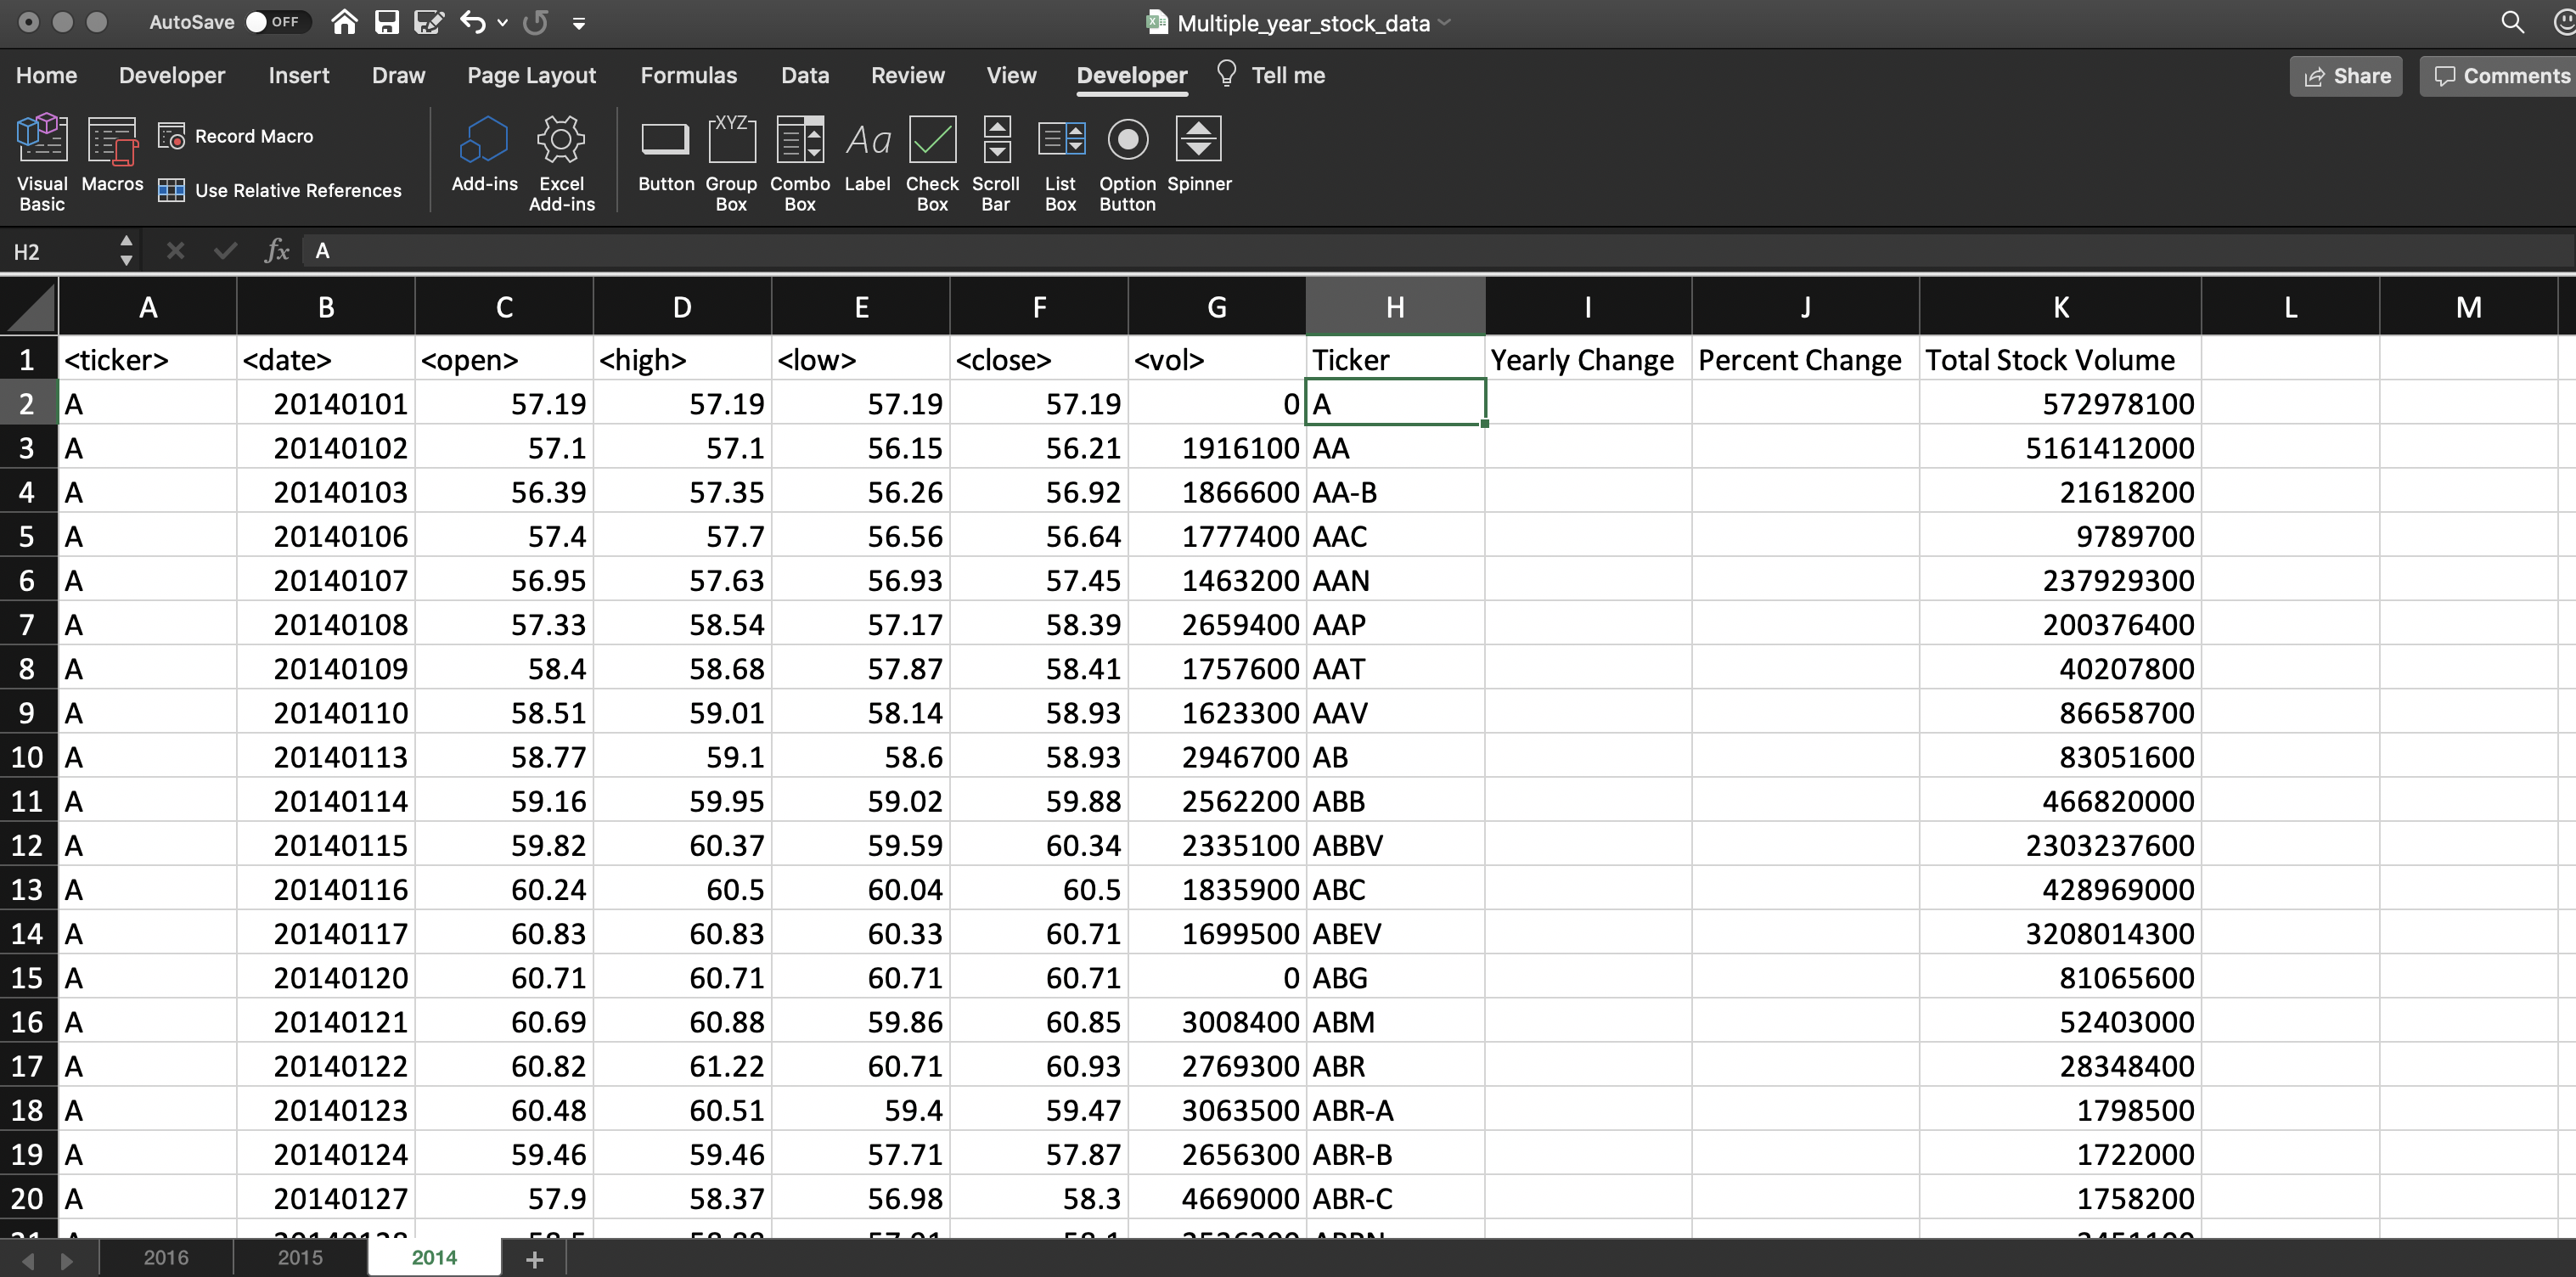 AutoSave OFF Multiple_year_stock_data
Home Developer Insert Draw Page Layout Formulas Data Review View Developer Tell me Share Comments
Visual Basic Macros Record Macro Use Relative References Add-ins Excel Add-ins XYZ Button Group Box Combo Box Aa Label Check Box Scroll Bar List Box Option Button Spinner
H2 fx A
A B C D E F G H I J K L M
1 <ticker> <date> <open> <high> <low> <close> <vol> Ticker Yearly Change Percent Change Total Stock Volume
2 A 20140101 57.19 57.19 57.19 57.19 0 A 572978100
3 A 20140102 57.1 57.1 56.15 56.21 1916100 AA 5161412000
4 A 20140103 56.39 57.35 56.26 56.92 1866600 AA-B 21618200
5 A 20140106 57.4 57.7 56.56 56.64 1777400 AAC 9789700
6 A 20140107 56.95 57.63 56.93 57.45 1463200 AAN 237929300
7 A 20140108 57.33 58.54 57.17 58.39 2659400 AAP 200376400
8 A 20140109 58.4 58.68 57.87 58.41 1757600 AAT 40207800
9 A 20140110 58.51 59.01 58.14 58.93 1623300 AAV 86658700
10 A 20140113 58.77 59.1 58.6 58.93 2946700 AB 83051600
11 A 20140114 59.16 59.95 59.02 59.88 2562200 ABB 466820000
12 A 20140115 59.82 60.37 59.59 60.34 2335100 ABBV 2303237600
13 A 20140116 60.24 60.5 60.04 60.5 1835900 ABC 428969000
14 A 20140117 60.83 60.83 60.33 60.71 1699500 ABEV 3208014300
15 A 20140120 60.71 60.71 60.71 60.71 0 ABG 81065600
16 A 20140121 60.69 60.88 59.86 60.85 3008400 ABM 52403000
17 A 20140122 60.82 61.22 60.71 60.93 2769300 ABR 28348400
18 A 20140123 60.48 60.51 59.4 59.47 3063500 ABR-A 1798500
19 A 20140124 59.46 59.46 57.71 57.87 2656300 ABR-B 1722000
20 A 20140127 57.9 58.37 56.98 58.3 4669000 ABR-C 1758200
2016 2015 2014 +